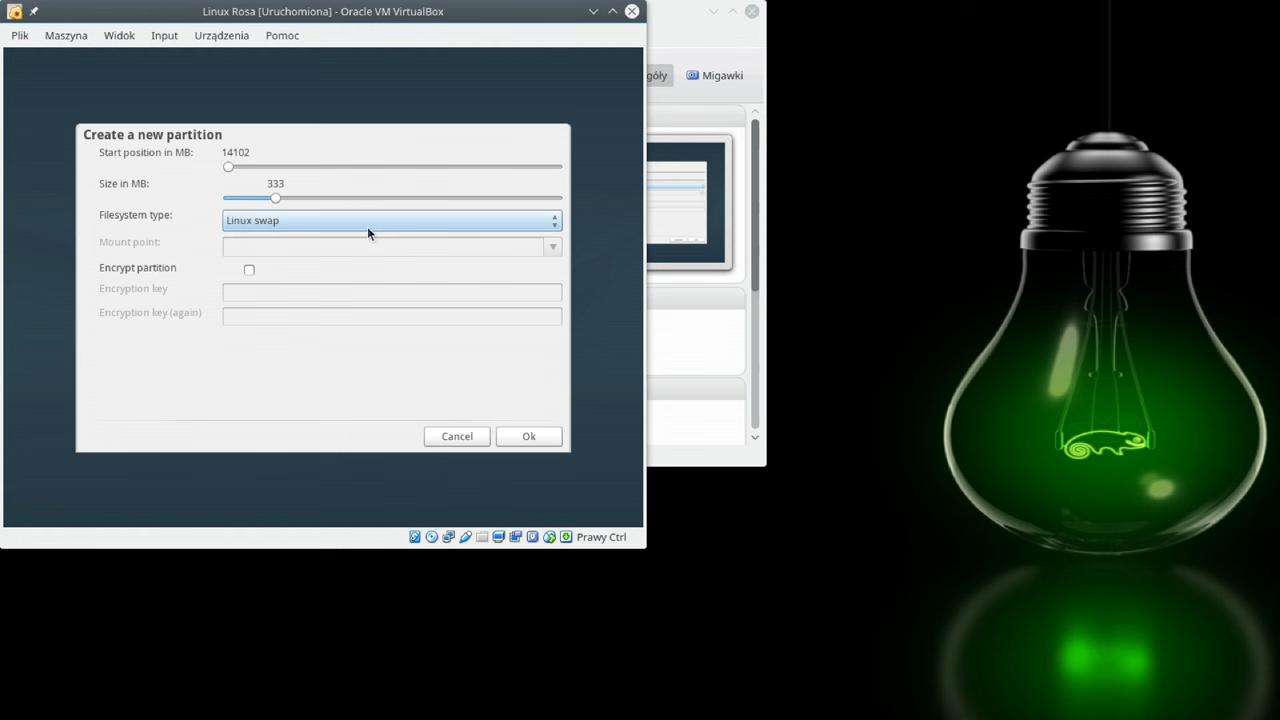 Linux Rosa [Uruchomiona] - Oracle VM VirtualBox
Plik Maszyna Widok Input Urządzenia Pomoc
góły Migawki
Create a new partition
Start position in MB: 14102
Size in MB: 333
Filesystem type: Linux swap
Mount point:
Encrypt partition
Encryption key
Encryption key (again)
Cancel Ok
Prawy Ctrl